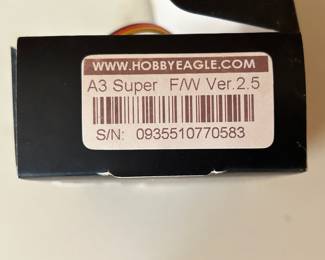 WWW.HOBBYEAGLE.COM
A3 Super F/W Ver.2.5
S/N: 0935510770583